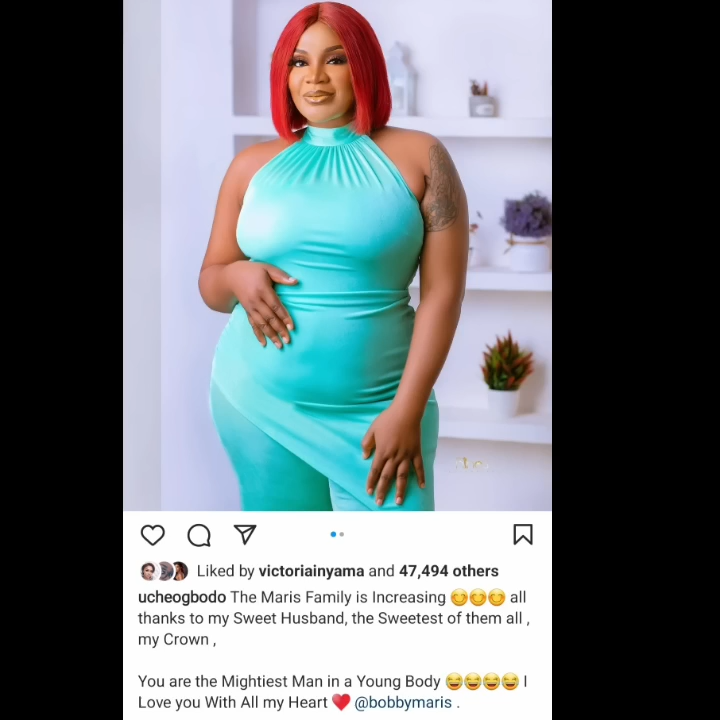 Liked by victoriainyama and 47,494 others
ucheogbodo The Maris Family is Increasing 😊😊😊 all
thanks to my Sweet Husband, the Sweetest of them all ,
my Crown ,
You are the Mightiest Man in a Young Body 😂😂😂😂 I
Love you With All my Heart ❤️ @bobbymaris .